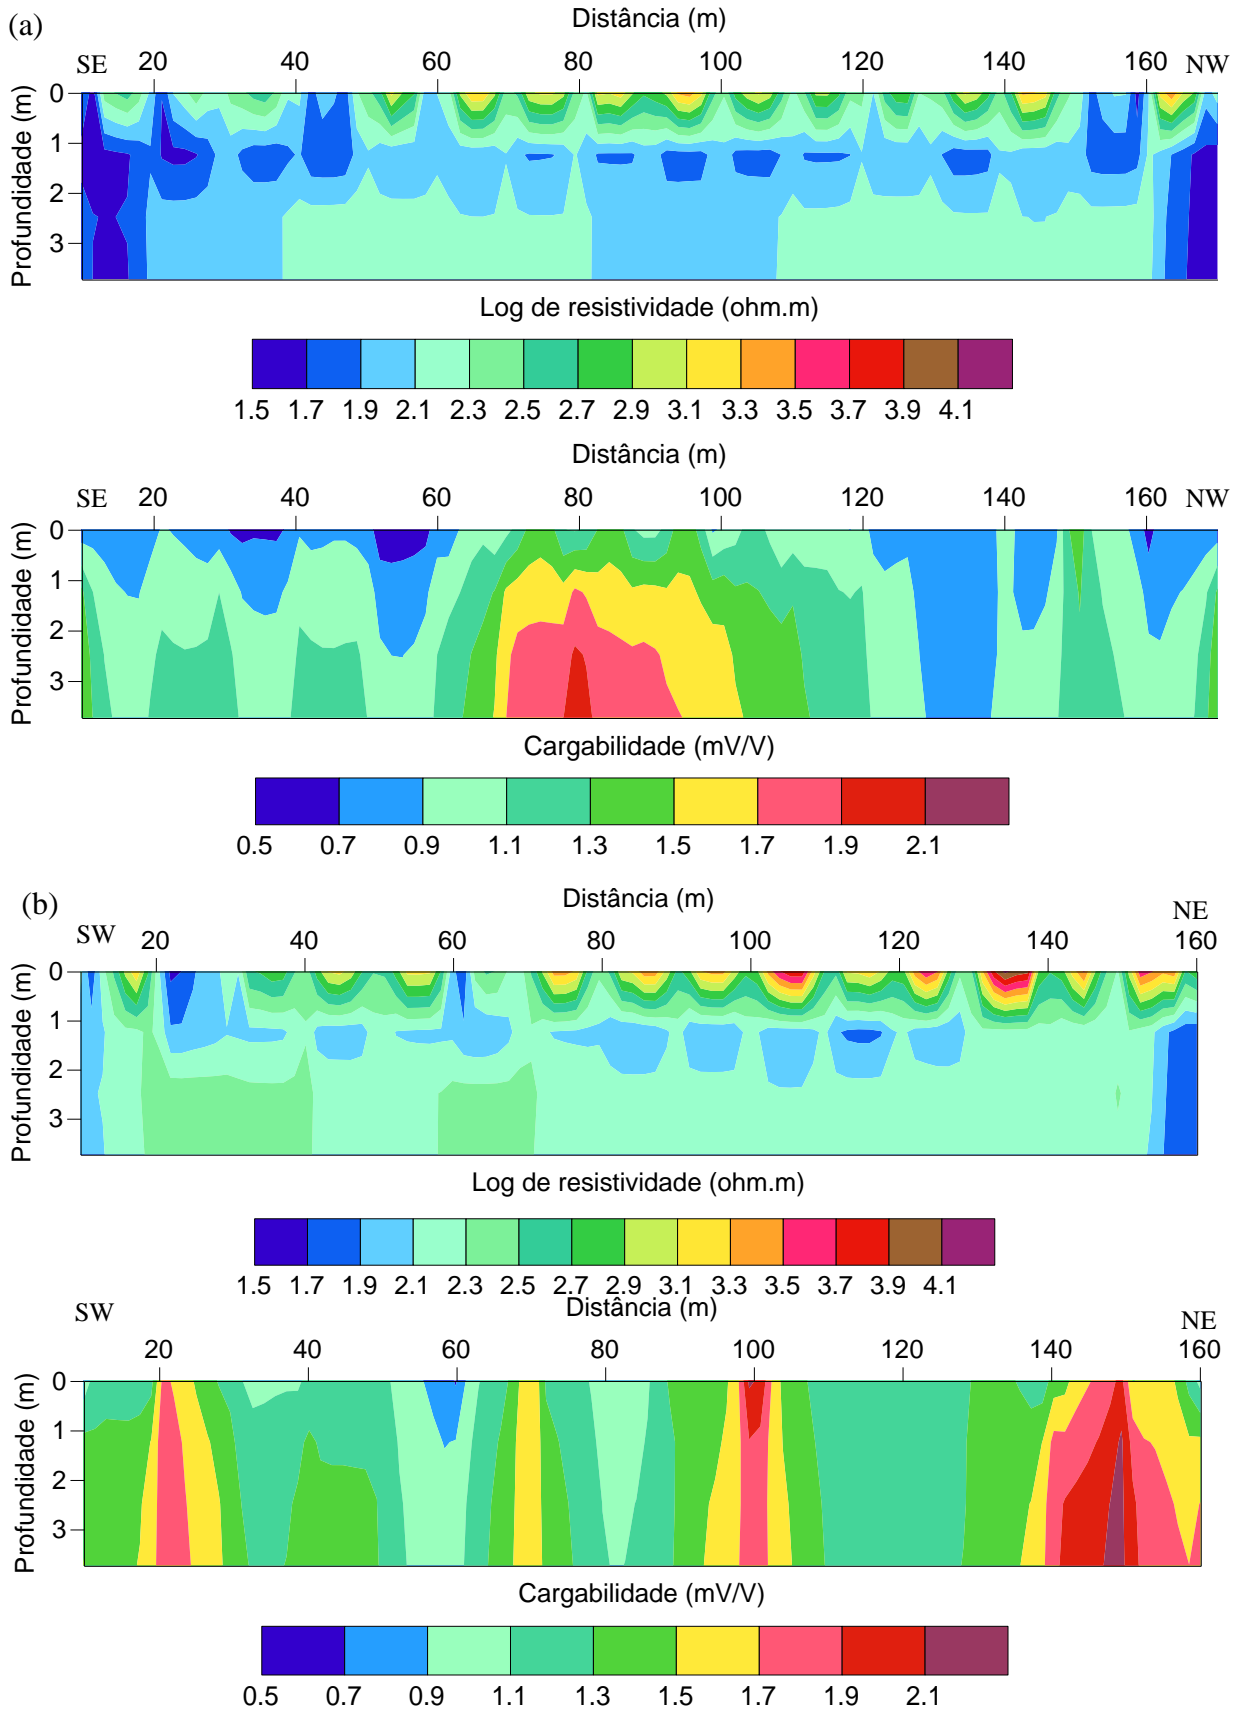 (a)
Distância (m)
SE 20 40 60 80 100 120 140 160 NW
Profundidade (m)
0
1
2
3
Log de resistividade (ohm.m)
1.5 1.7 1.9 2.1 2.3 2.5 2.7 2.9 3.1 3.3 3.5 3.7 3.9 4.1
Distância (m)
SE 20 40 60 80 100 120 140 160 NW
Profundidade (m)
0
1
2
3
Cargabilidade (mV/V)
0.5 0.7 0.9 1.1 1.3 1.5 1.7 1.9 2.1
(b)
Distância (m)
SW 20 40 60 80 100 120 140 160 NE
Profundidade (m)
0
1
2
3
Log de resistividade (ohm.m)
1.5 1.7 1.9 2.1 2.3 2.5 2.7 2.9 3.1 3.3 3.5 3.7 3.9 4.1
Distância (m)
SW 20 40 60 80 100 120 140 160 NE
Profundidade (m)
0
1
2
3
Cargabilidade (mV/V)
0.5 0.7 0.9 1.1 1.3 1.5 1.7 1.9 2.1